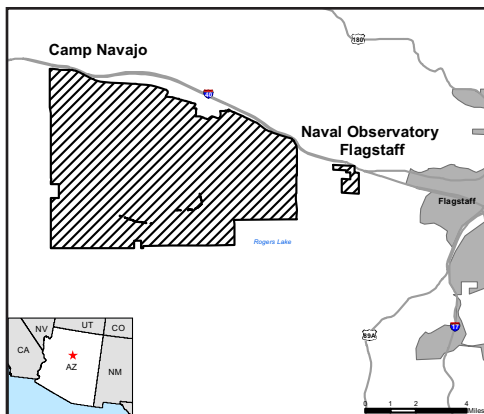 180
Camp Navajo
40
Naval Observatory
Flagstaff
Flagstaff
Rogers Lake
89A
17
NV
UT
CO
CA
AZ
NM
0
1
2
4
Miles